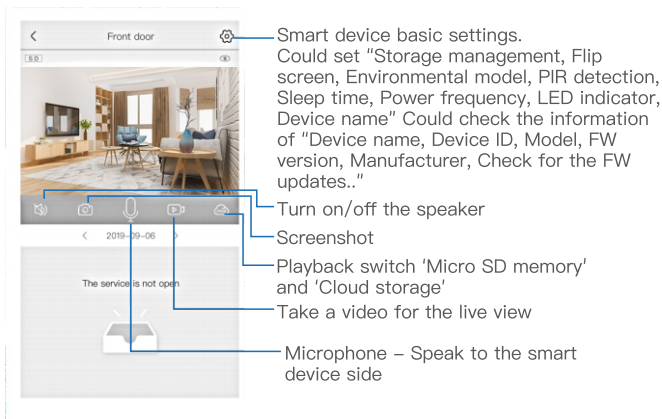 Front door
SD
Smart device basic settings.
Could set "Storage management, Flip
screen, Environmental model, PIR detection,
Sleep time, Power frequency, LED indicator,
Device name" Could check the information
of "Device name, Device ID, Model, FW
version, Manufacturer, Check for the FW
updates.."
Turn on/off the speaker
2019-09-06
Screenshot
Playback switch 'Micro SD memory'
and 'Cloud storage'
The service is not open
Take a video for the live view
Microphone – Speak to the smart
device side